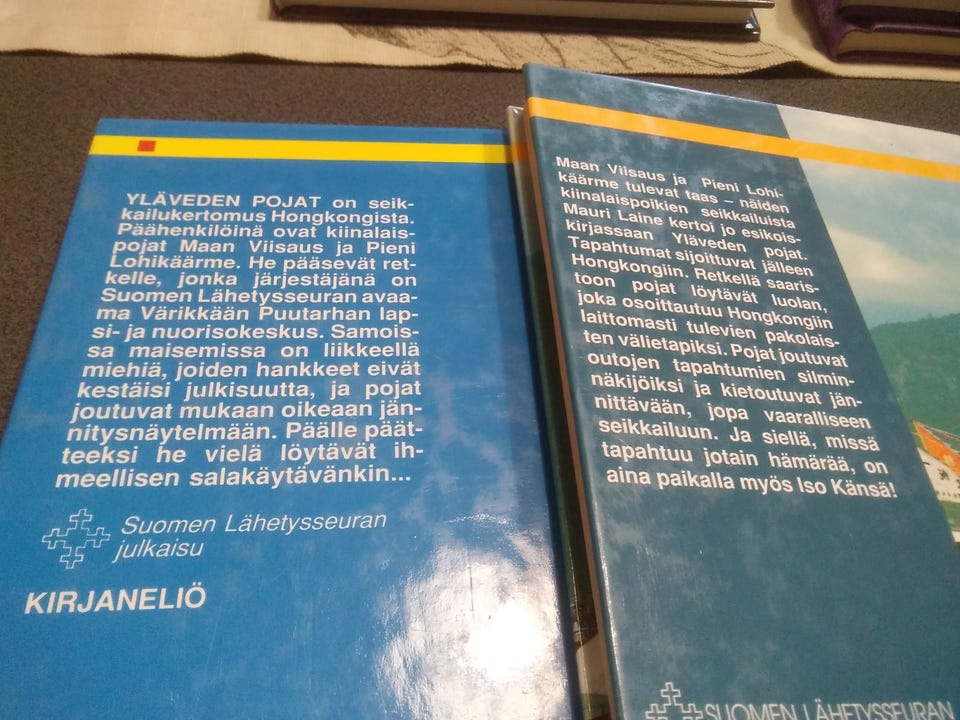 YLÄVEDEN POJAT on seik-
kailukertomus Hongkongista.
Päähenkilöinä ovat kiinalais-
pojat Maan Viisaus ja Pieni
Lohikäärme. He pääsevät ret-
kelle, jonka järjestäjänä on
Suomen Lähetysseuran avaa-
ma Värikkään Puutarhan lap-
si- ja nuorisokeskus. Samois-
sa maisemissa on liikkeellä
miehiä, joiden hankkeet eivät
kestäisi julkisuutta, ja pojat
joutuvat mukaan oikeaan jän-
nitysnäytelmään. Päälle päät-
teeksi he vielä löytävät ih-
meellisen salakäytävänkin...
Suomen Lähetysseuran
julkaisu
KIRJANELIÖ
Maan Viisaus ja Pieni Lohi-
käärme tulevat taas – näiden
kiinalaispoikien seikkailuista
Mauri Laine kertoi jo esikois-
kirjassaan Yläveden pojat.
Tapahtumat sijoittuvat jälleen
Hongkongiin. Retkellä saaris-
toon pojat löytävät luolan,
joka osoittautuu Hongkongiin
laittomasti tulevien pakolais-
ten välietapiksi. Pojat joutuvat
outojen tapahtumien silmin-
näkijöiksi ja kietoutuvat jän-
nittävään, jopa vaaralliseen
seikkailuun. Ja siellä, missä
tapahtuu jotain hämärää, on
aina paikalla myös Iso Känsä!
SUOMEN LÄHETYSSEURAN